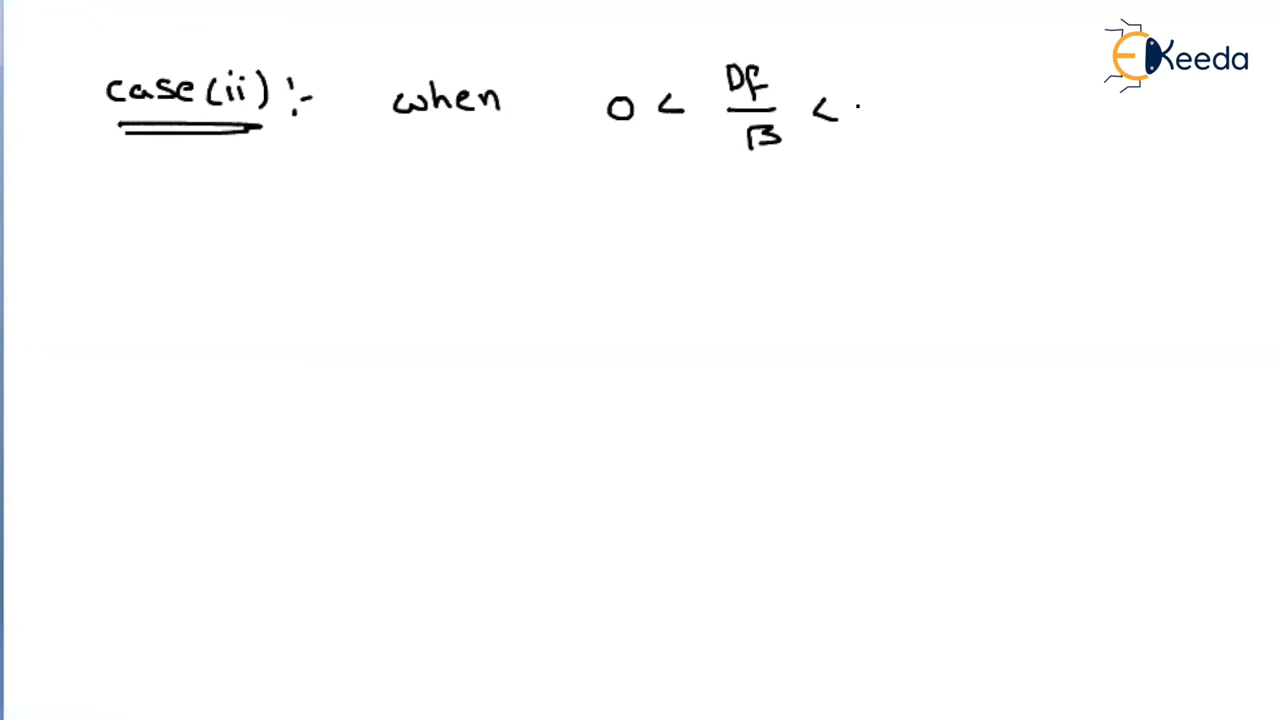 EKeeda
case (ii) :- when 0 < Df/B < .